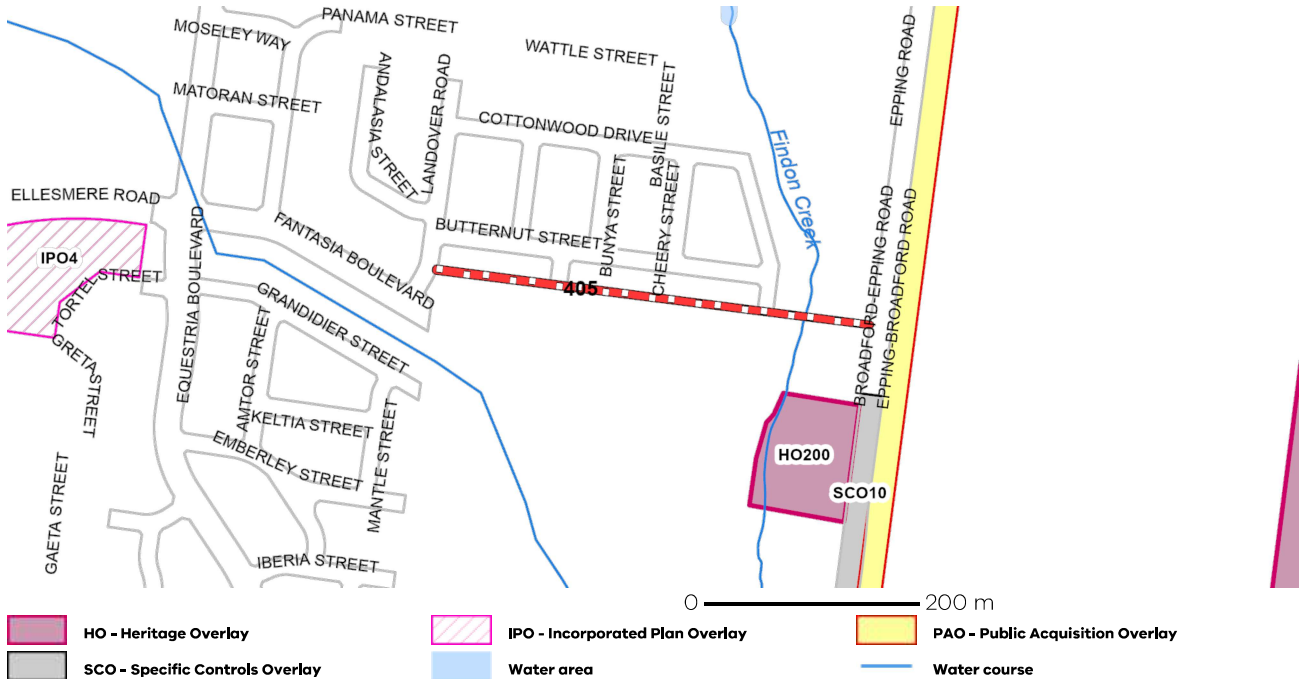 PANAMA STREET
MOSELEY WAY
WATTLE STREET
EPPING ROAD
ANDALASIA STREET
LANDOVER ROAD
BASILE STREET
MATORAN STREET
COTTONWOOD DRIVE
Findon Creek
ELLESMERE ROAD
BUNYA STREET
CHEERY STREET
FANTASIA BOULEVARD
BUTTERNUT STREET
BROADFORD-EPPING ROAD
EPPING-BROADFORD ROAD
IPO4
TORTEL STREET
EQUESTRIA BOULEVARD
405
GRANDIDIER STREET
GRETA STREET
AMTOR STREET
KELTIA STREET
MANTLE STREET
EMBERLEY STREET
HO200
SCO10
GAETA STREET
IBERIA STREET
0 200 m
HO - Heritage Overlay
IPO - Incorporated Plan Overlay
PAO - Public Acquisition Overlay
SCO - Specific Controls Overlay
Water area
Water course